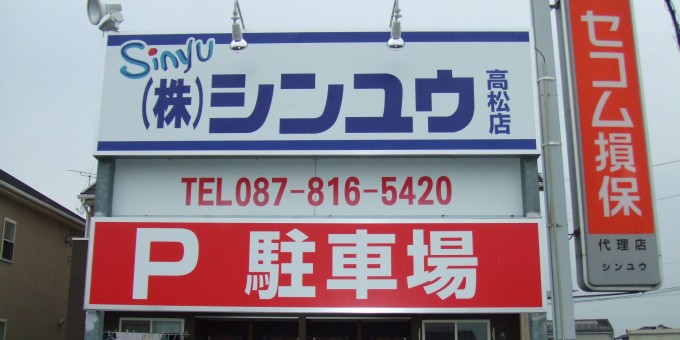 Sinyu
(株)シンユウ 高松店
TEL087-816-5420
P 駐車場
セコム損保
代理店
シンユウ